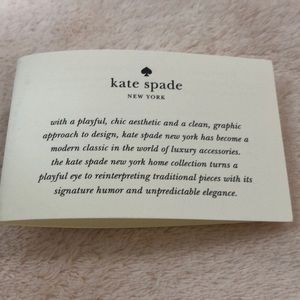 kate spade
NEW YORK
with a playful, chic aesthetic and a clean, graphic
approach to design, kate spade new york has become a
modern classic in the world of luxury accessories.
the kate spade new york home collection turns a
playful eye to reinterpreting traditional pieces with its
signature humor and unpredictable elegance.